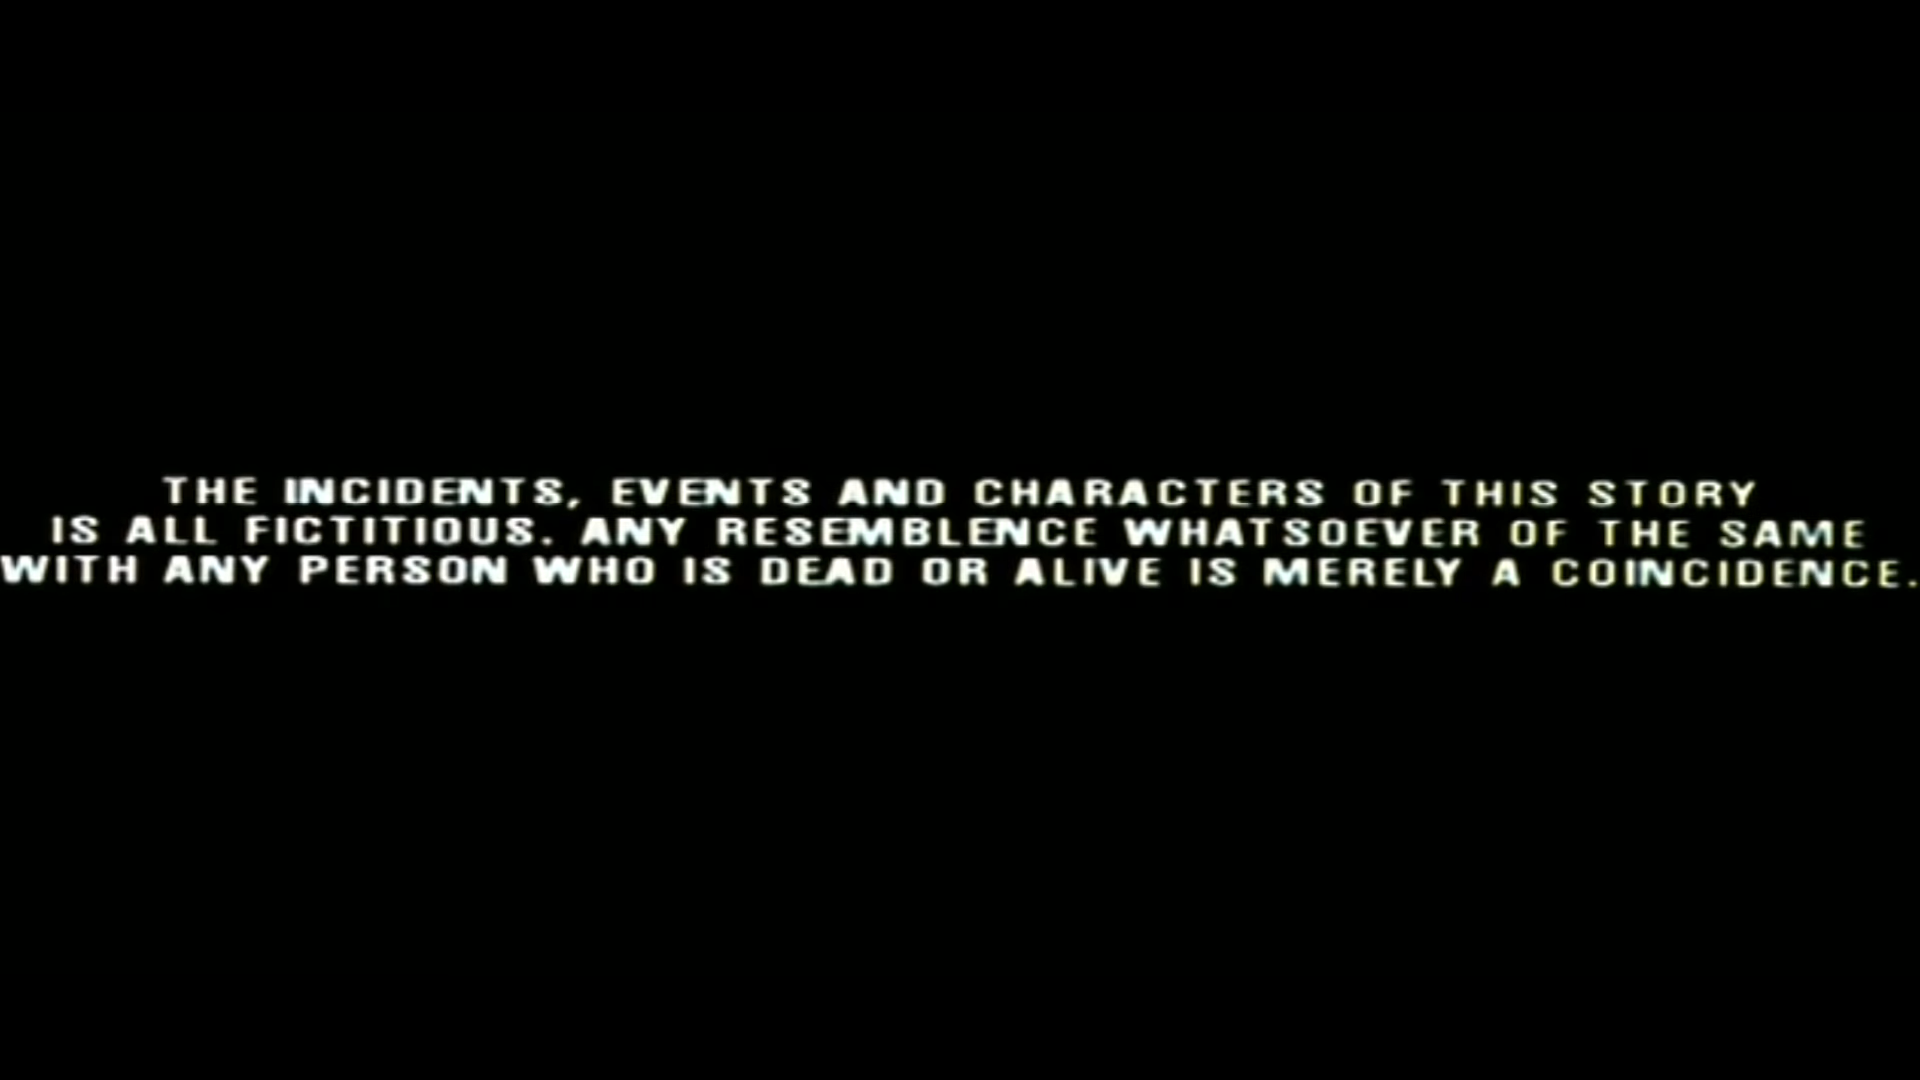 THE INCIDENTS, EVENTS AND CHARACTERS OF THIS STORY
IS ALL FICTITIOUS. ANY RESEMBLENCE WHATSOEVER OF THE SAME
WITH ANY PERSON WHO IS DEAD OR ALIVE IS MERELY A COINCIDENCE.